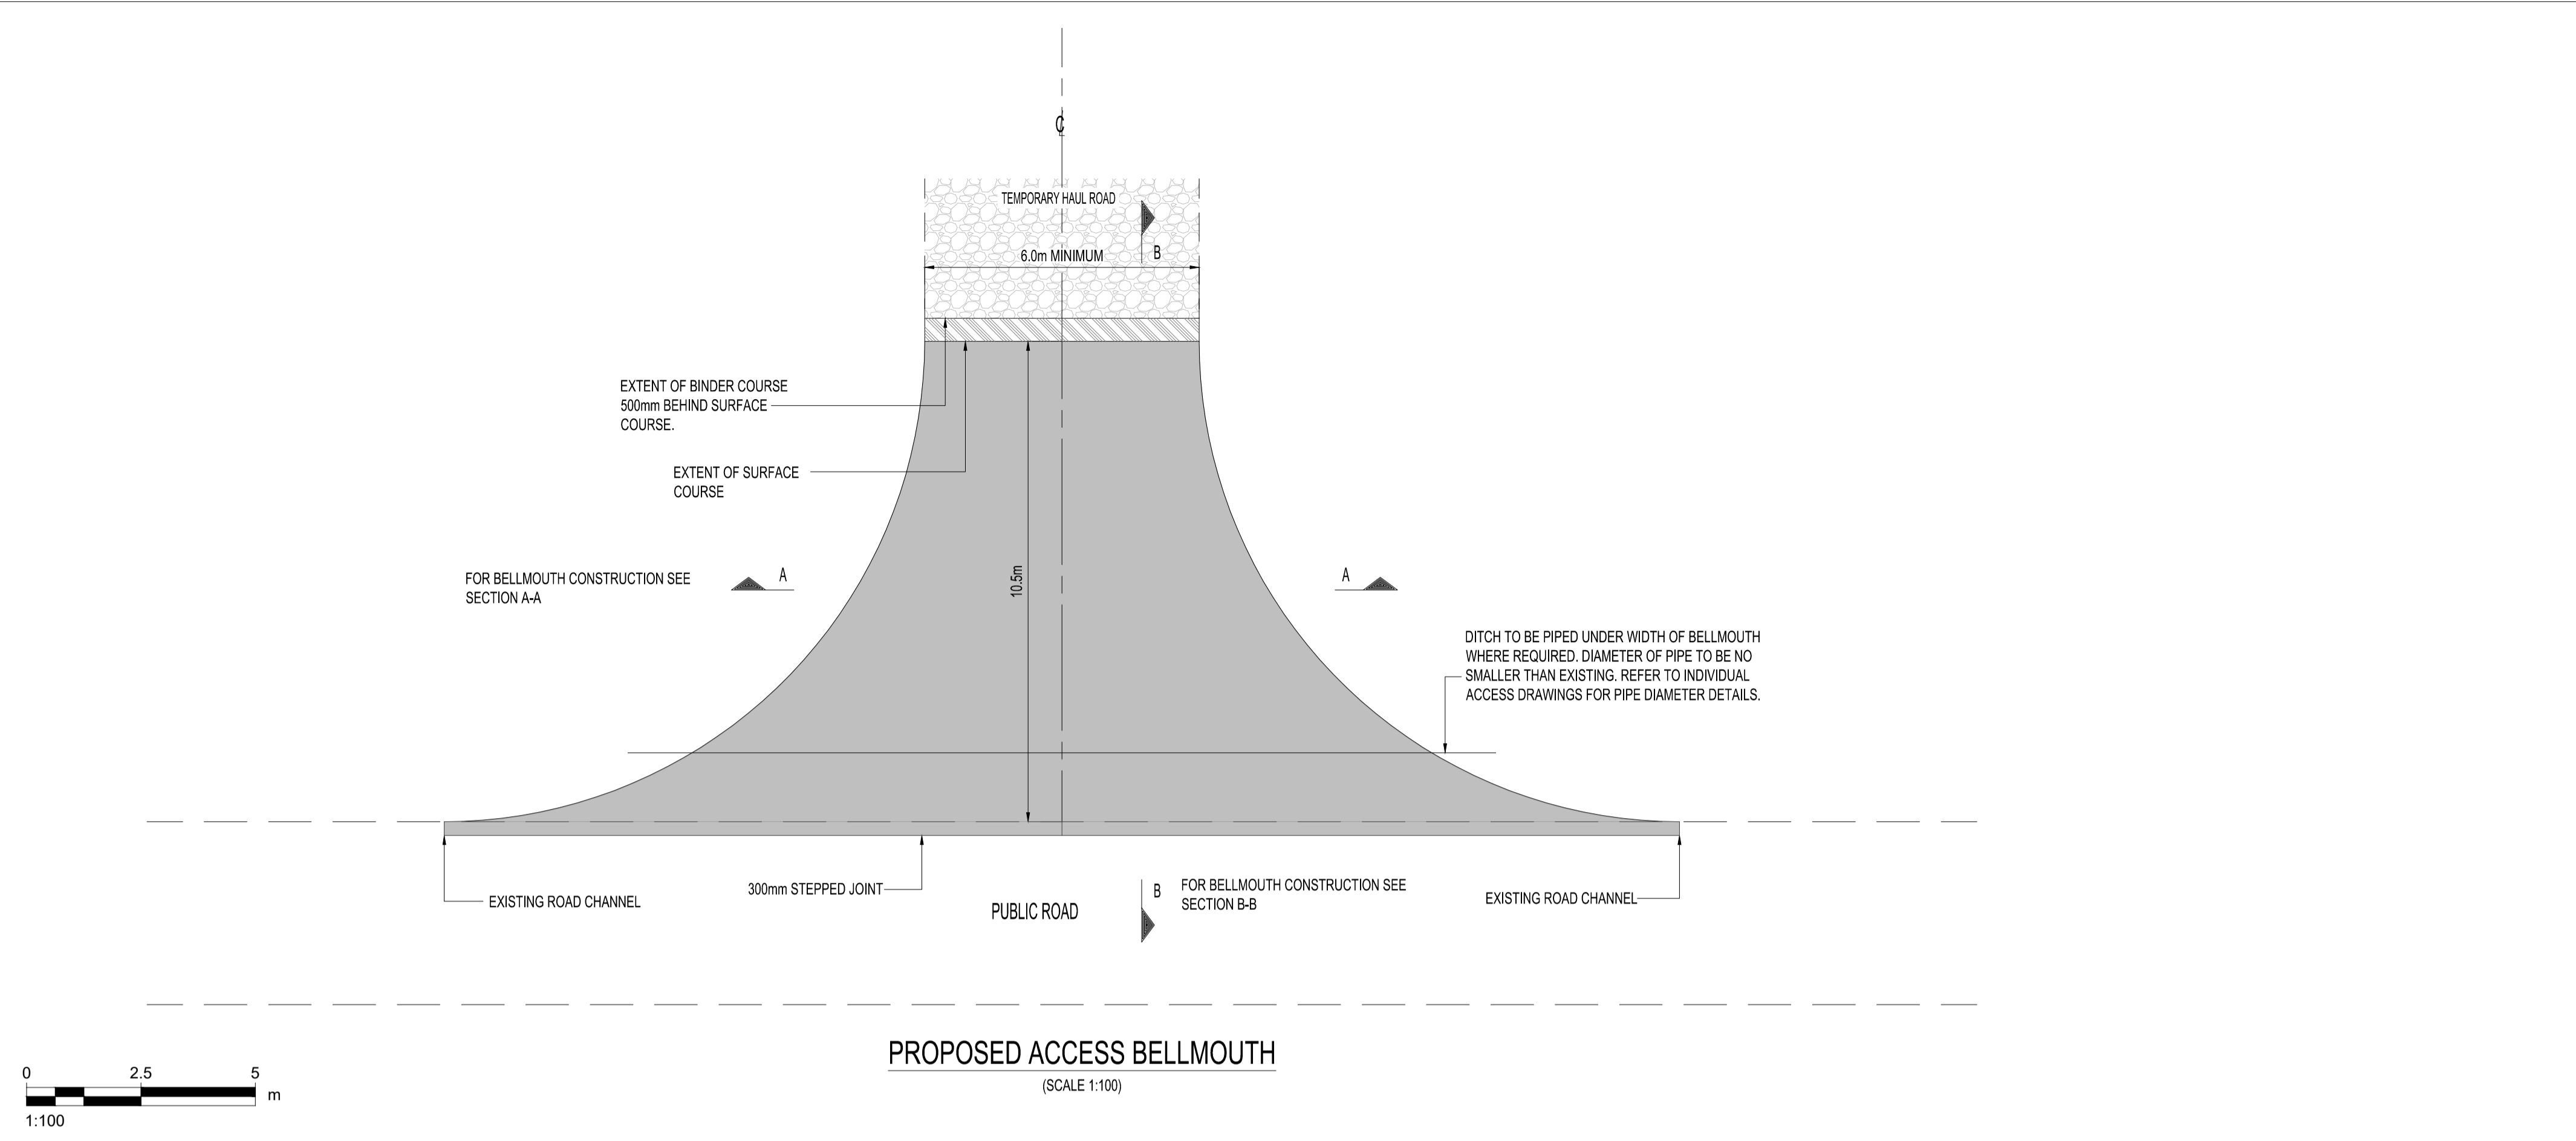 ℄
TEMPORARY HAUL ROAD
B
6.0m MINIMUM
EXTENT OF BINDER COURSE
500mm BEHIND SURFACE
COURSE.
EXTENT OF SURFACE
COURSE
10.5m
FOR BELLMOUTH CONSTRUCTION SEE
SECTION A-A
A
A
DITCH TO BE PIPED UNDER WIDTH OF BELLMOUTH
WHERE REQUIRED. DIAMETER OF PIPE TO BE NO
SMALLER THAN EXISTING. REFER TO INDIVIDUAL
ACCESS DRAWINGS FOR PIPE DIAMETER DETAILS.
EXISTING ROAD CHANNEL
300mm STEPPED JOINT
PUBLIC ROAD
B
FOR BELLMOUTH CONSTRUCTION SEE
SECTION B-B
EXISTING ROAD CHANNEL
PROPOSED ACCESS BELLMOUTH
(SCALE 1:100)
0 2.5 5
m
1:100